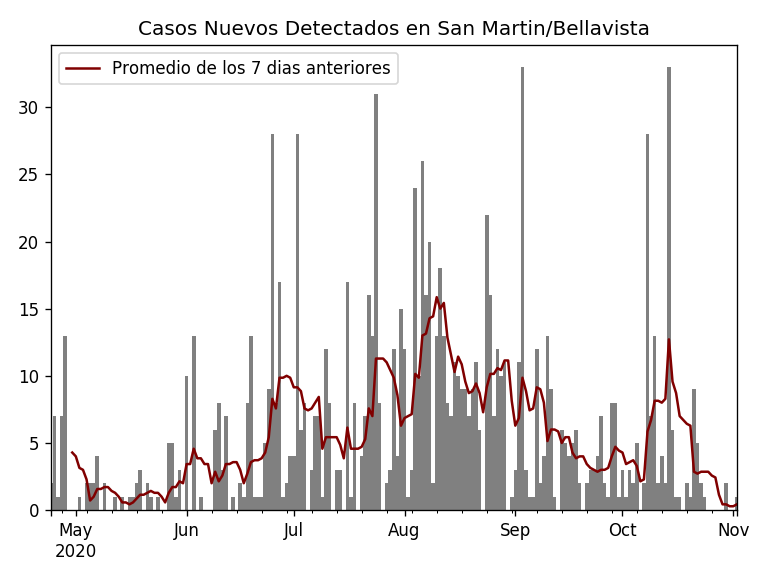 Casos Nuevos Detectados en San Martin/Bellavista
Promedio de los 7 dias anteriores
30
25
20
15
10
5
0
May Jun Jul Aug Sep Oct Nov
2020